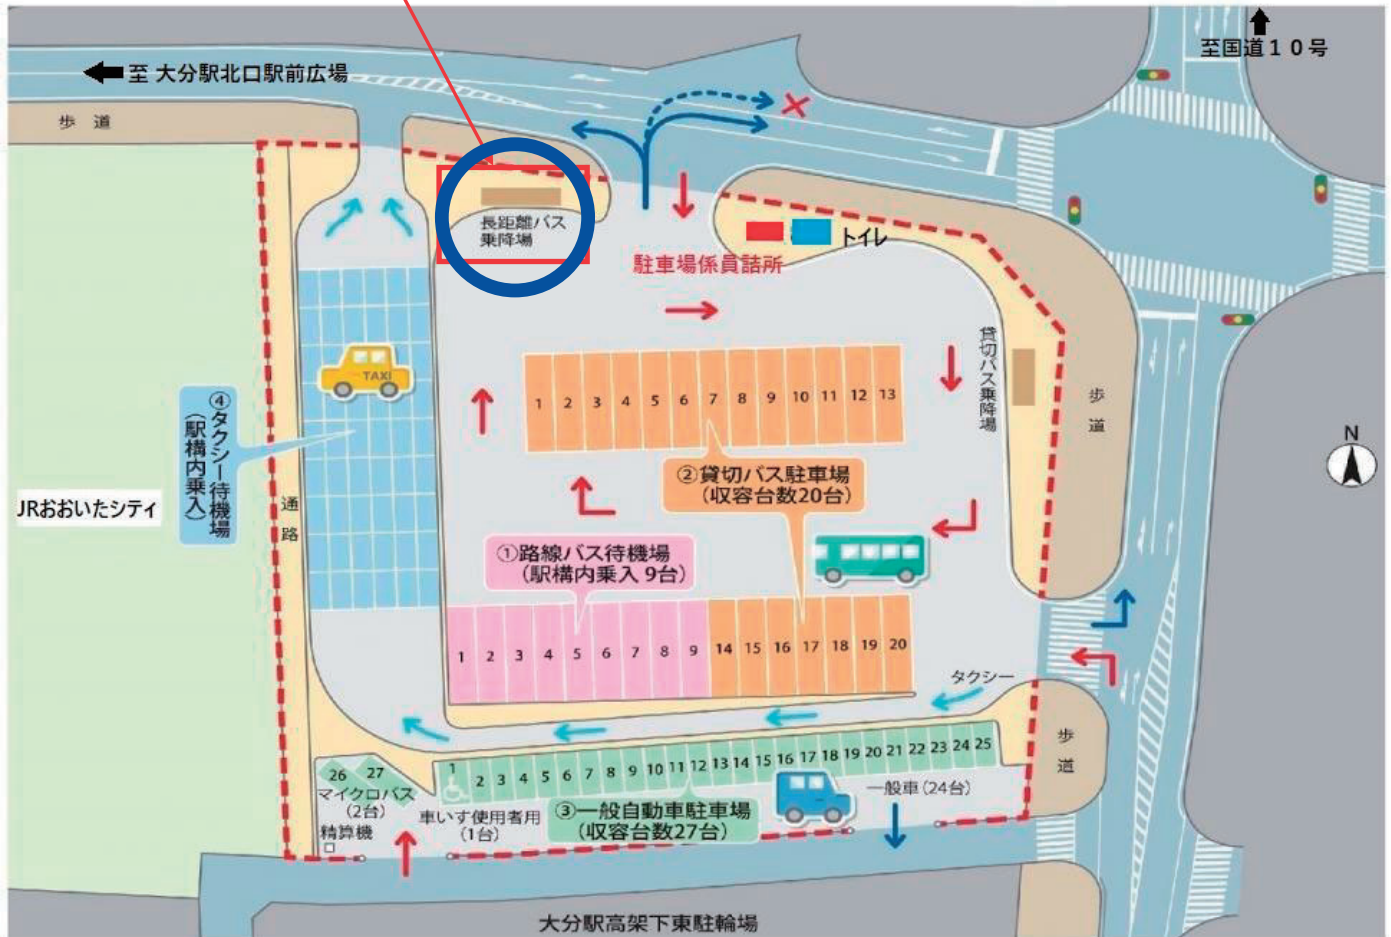 至 大分駅北口駅前広場
至国道10号
歩 道
長距離バス
乗降場
トイレ
駐車場係員詰所
貸切バス乗降場
歩道
N
TAXI
1 2 3 4 5 6 7 8 9 10 11 12 13
④タクシー待機場
(駅構内乗入)
②貸切バス駐車場
(収容台数20台)
JRおおいたシティ
通路
①路線バス待機場
(駅構内乗入 9台)
1 2 3 4 5 6 7 8 9 14 15 16 17 18 19 20
タクシー
歩道
1 2 3 4 5 6 7 8 9 10 11 12 13 14 15 16 17 18 19 20 21 22 23 24 25
26 27
マイクロバス
(2台)
精算機
車いす使用者用
(1台)
③一般自動車駐車場
(収容台数27台)
一般車(24台)
大分駅高架下東駐輪場